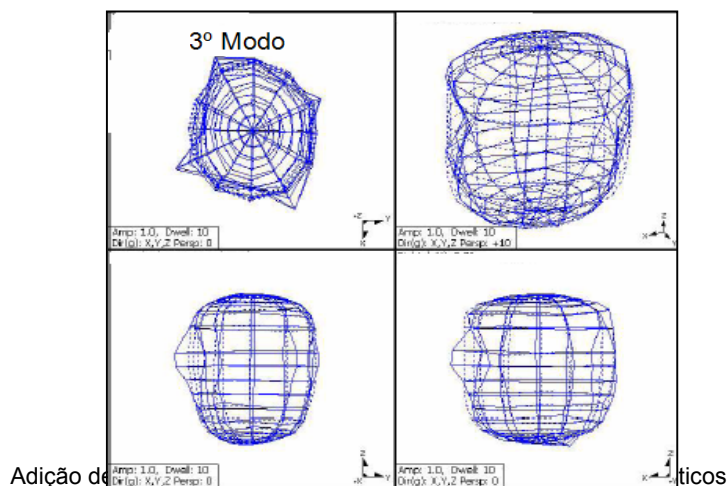 3º Modo
Amp: 1.0, Dwell: 10
Dir(g): X,Y,Z Persp: 0
-Z
Y
X
Amp: 1.0, Dwell: 10
Dir(g): X,Y,Z Persp: +10
Z
X
Y
Amp: 1.0, Dwell: 10
Dir(g): X,Y,Z Persp: 0
Z
-X
Y
Amp: 1.0, Dwell: 10
Dir(g): X,Y,Z Persp: 0
Z
X
Adição de
ticos